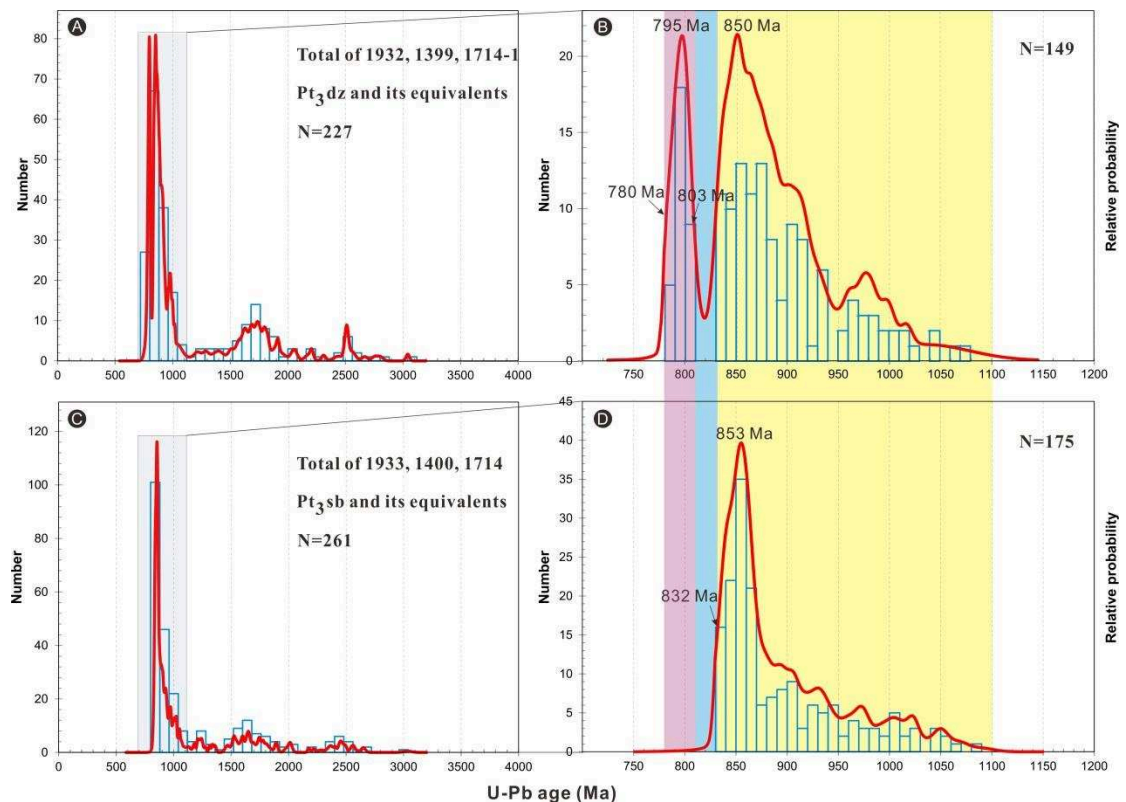 A
Total of 1932, 1399, 1714-1
Pt3dz and its equivalents
N=227
Number
80
70
60
50
40
30
20
10
0
0 500 1000 1500 2000 2500 3000 3500 4000
B
795 Ma 850 Ma
N=149
780 Ma
803 Ma
Number
Relative probability
20
15
10
5
0
750 800 850 900 950 1000 1050 1100 1150 1200
C
Total of 1933, 1400, 1714
Pt3sb and its equivalents
N=261
Number
120
100
80
60
40
20
0
0 500 1000 1500 2000 2500 3000 3500 4000
D
853 Ma
N=175
832 Ma
Number
Relative probability
45
40
35
30
25
20
15
10
5
0
750 800 850 900 950 1000 1050 1100 1150 1200
U-Pb age (Ma)